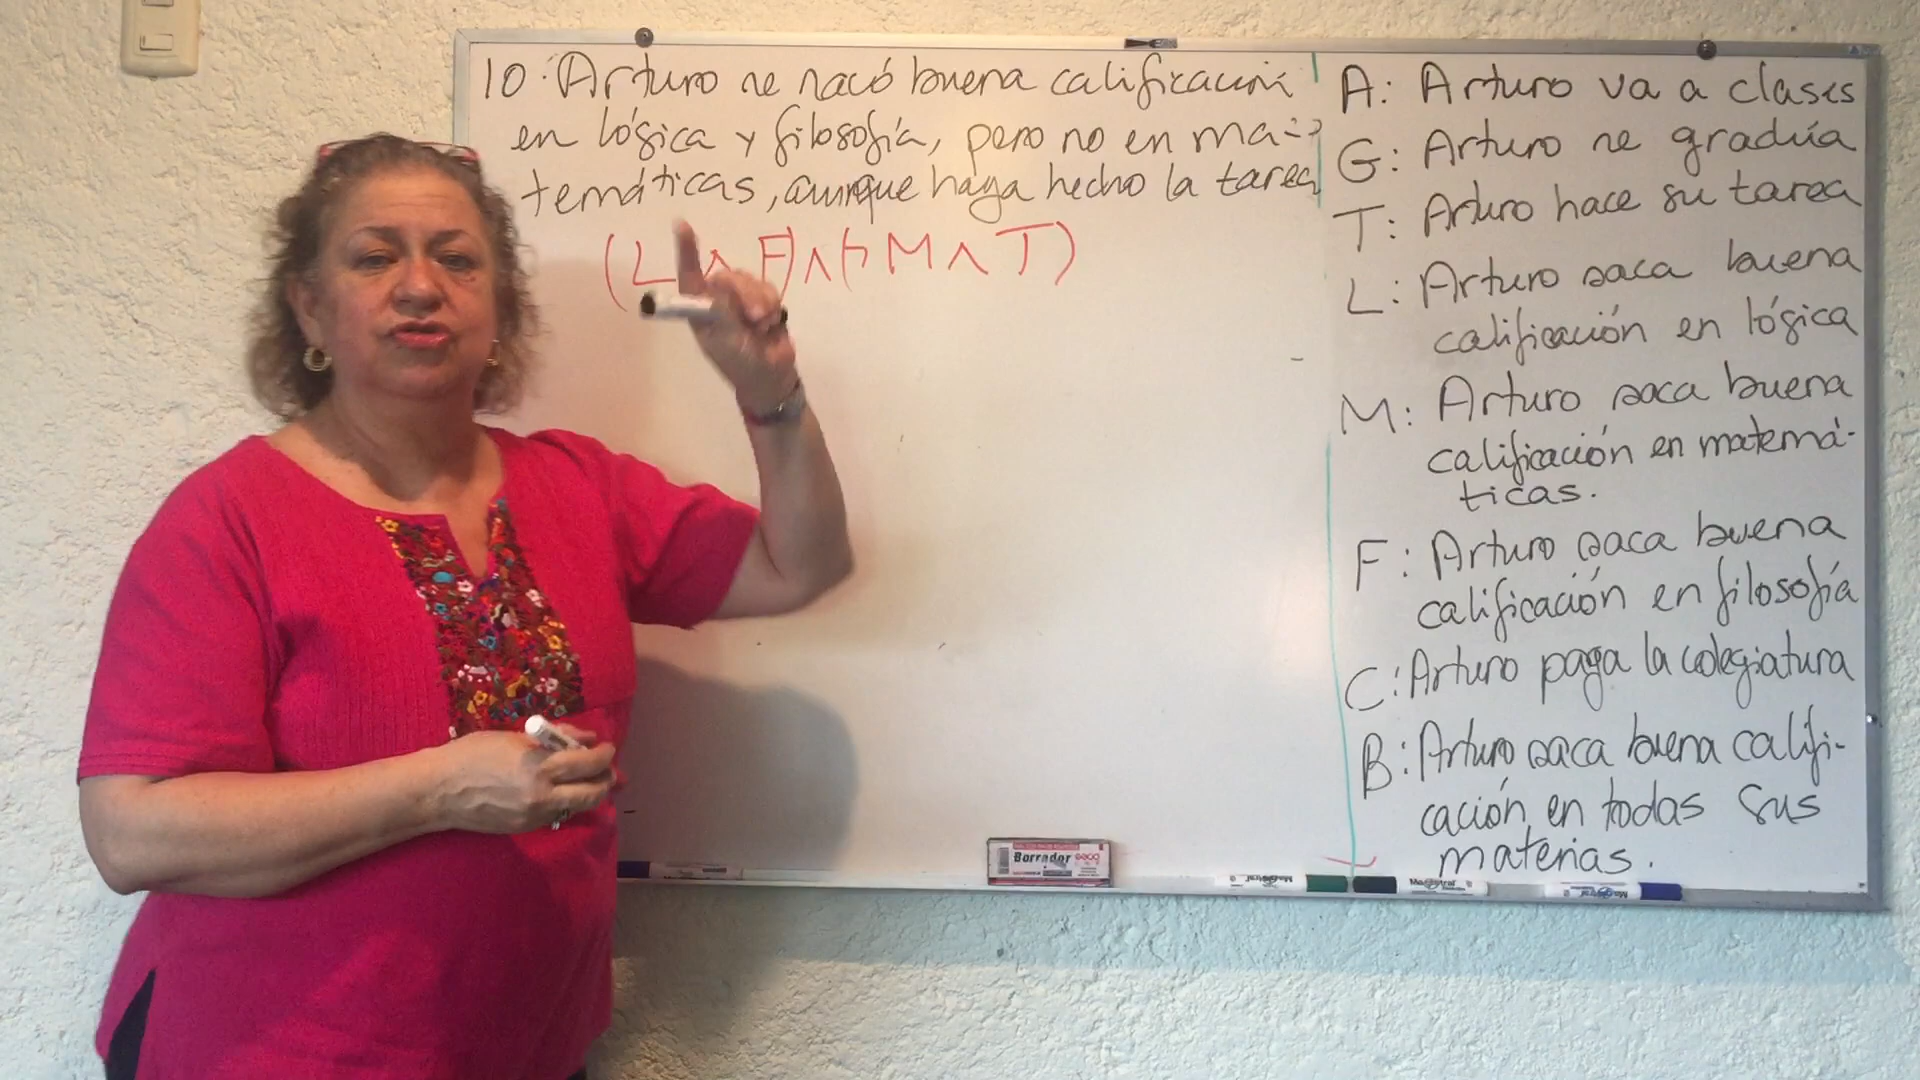 10. Arturo se sacó buena calificación
en lógica y filosofía, pero no en ma-
temáticas, aunque haya hecho la tarea
(L ∧ F) ∧ (¬ M ∧ T)
A: Arturo va a clases
G: Arturo se gradúa
T: Arturo hace su tarea
L: Arturo saca buena
calificación en lógica
M: Arturo saca buena
calificación en matemá-
ticas.
F: Arturo saca buena
calificación en filosofía
C: Arturo paga la colegiatura
B: Arturo saca buena califi-
cación en todas sus
materias.
Borrador
Magistral
Magistral
Magistral